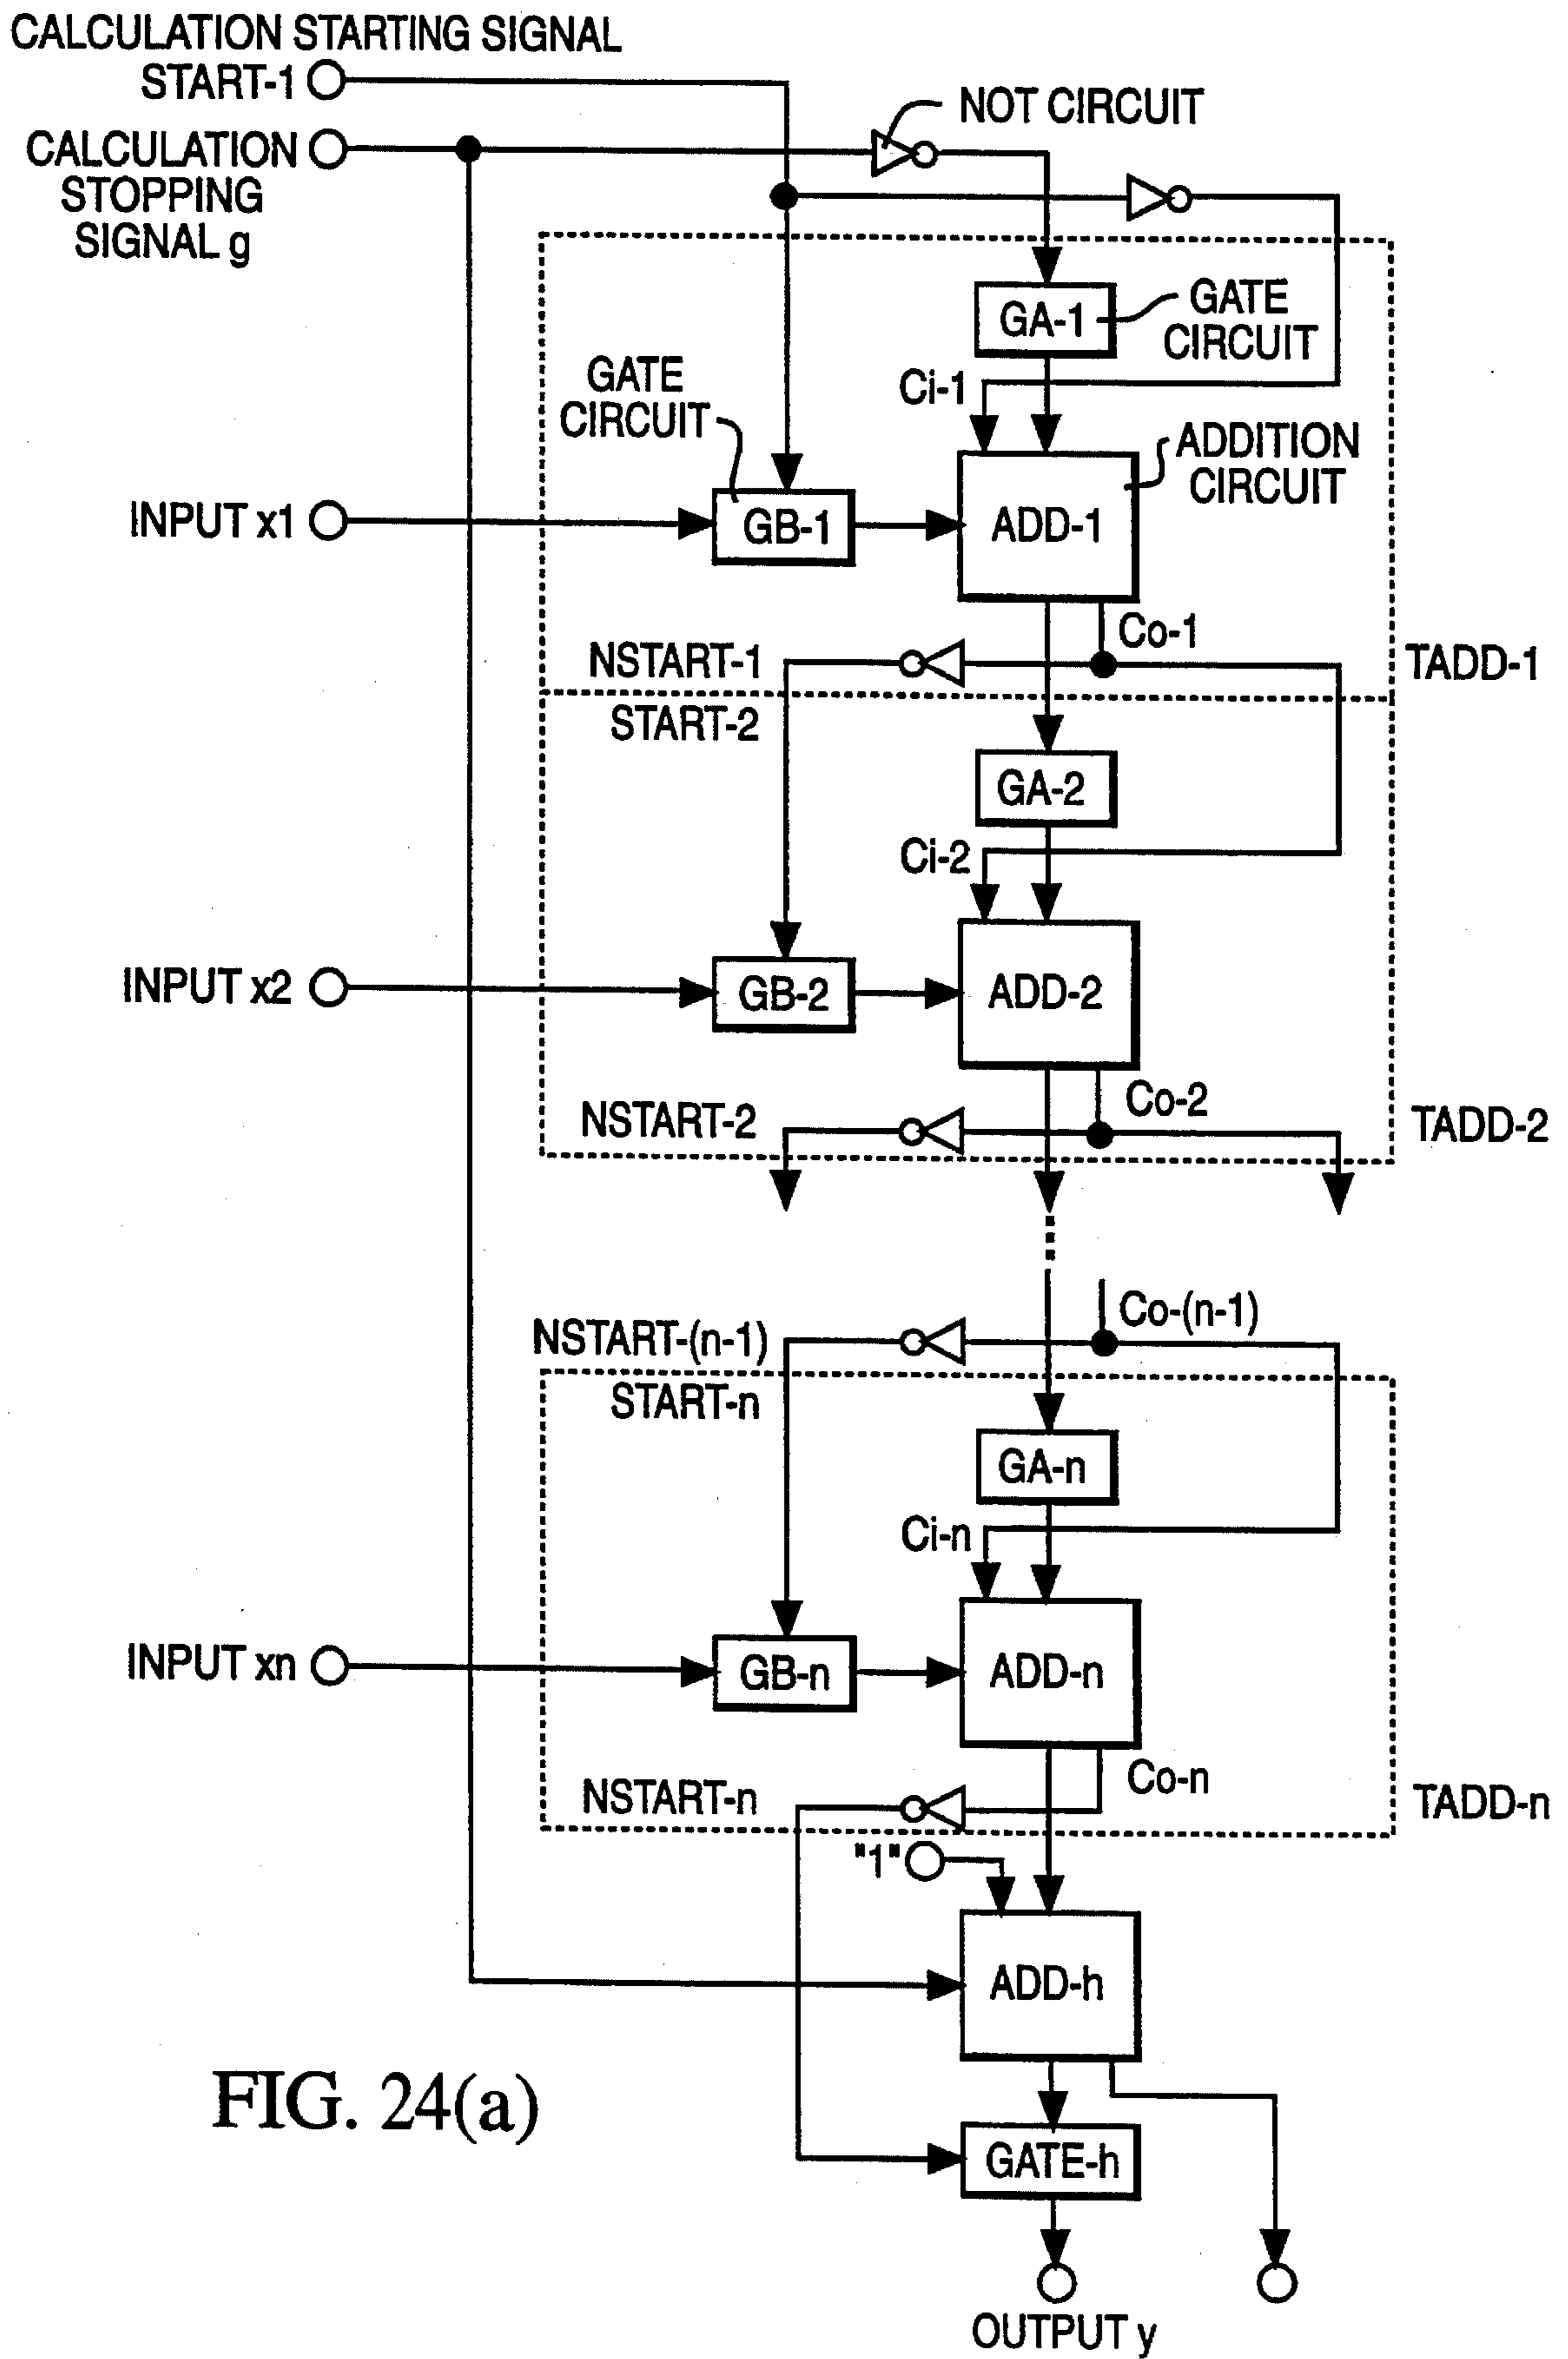 CALCULATION STARTING SIGNAL
START-1
NOT CIRCUIT
CALCULATION
STOPPING
SIGNAL g
GA-1
GATE
CIRCUIT
Ci-1
GATE
CIRCUIT
ADDITION
CIRCUIT
INPUT x1
GB-1
ADD-1
Co-1
NSTART-1
TADD-1
START-2
GA-2
Ci-2
INPUT x2
GB-2
ADD-2
Co-2
NSTART-2
TADD-2
Co-(n-1)
NSTART-(n-1)
START-n
GA-n
Ci-n
INPUT xn
GB-n
ADD-n
Co-n
NSTART-n
TADD-n
"1"
ADD-h
FIG. 24(a)
GATE-h
OUTPUT y